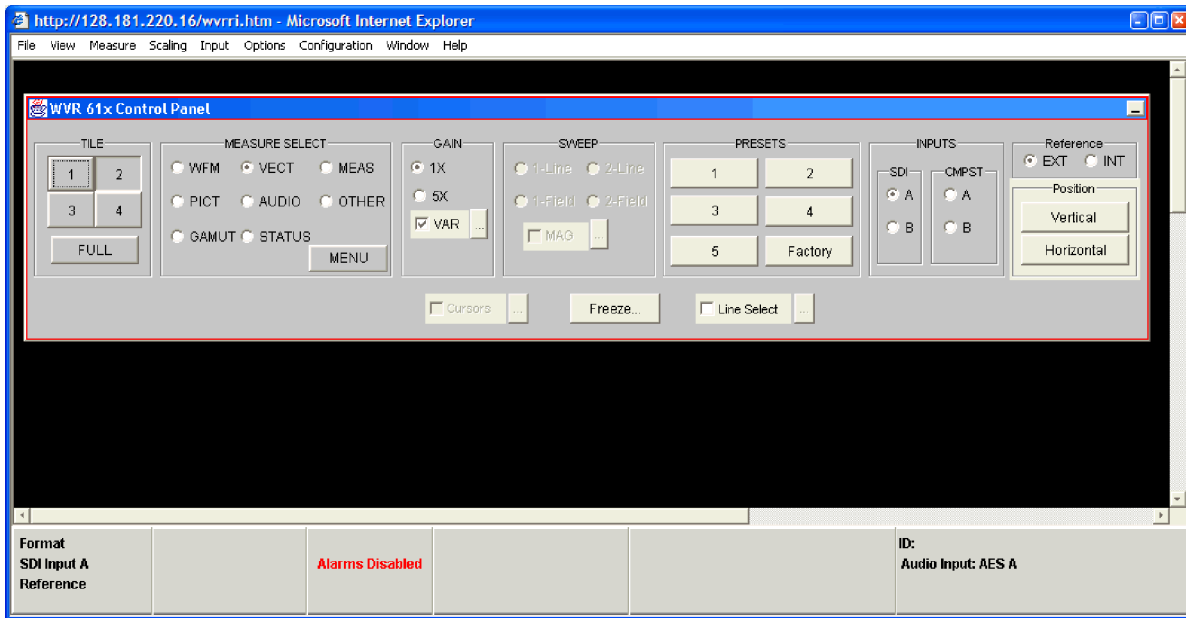 http://128.181.220.16/wvrri.htm - Microsoft Internet Explorer
File View Measure Scaling Input Options Configuration Window Help
WVR 61x Control Panel
TILE MEASURE SELECT GAIN SWEEP PRESETS INPUTS Reference
1 2 WFM VECT MEAS 1X 1-Line 2-Line 1 2 SDI CMPST EXT INT
3 4 PICT AUDIO OTHER 5X 1-Field 2-Field 3 4 A A Position
FULL GAMUT STATUS VAR ... MAG ... 5 Factory B B Vertical
MENU Horizontal
Cursors ... Freeze... Line Select ...
Format ID:
SDI Input A Alarms Disabled Audio Input: AES A
Reference